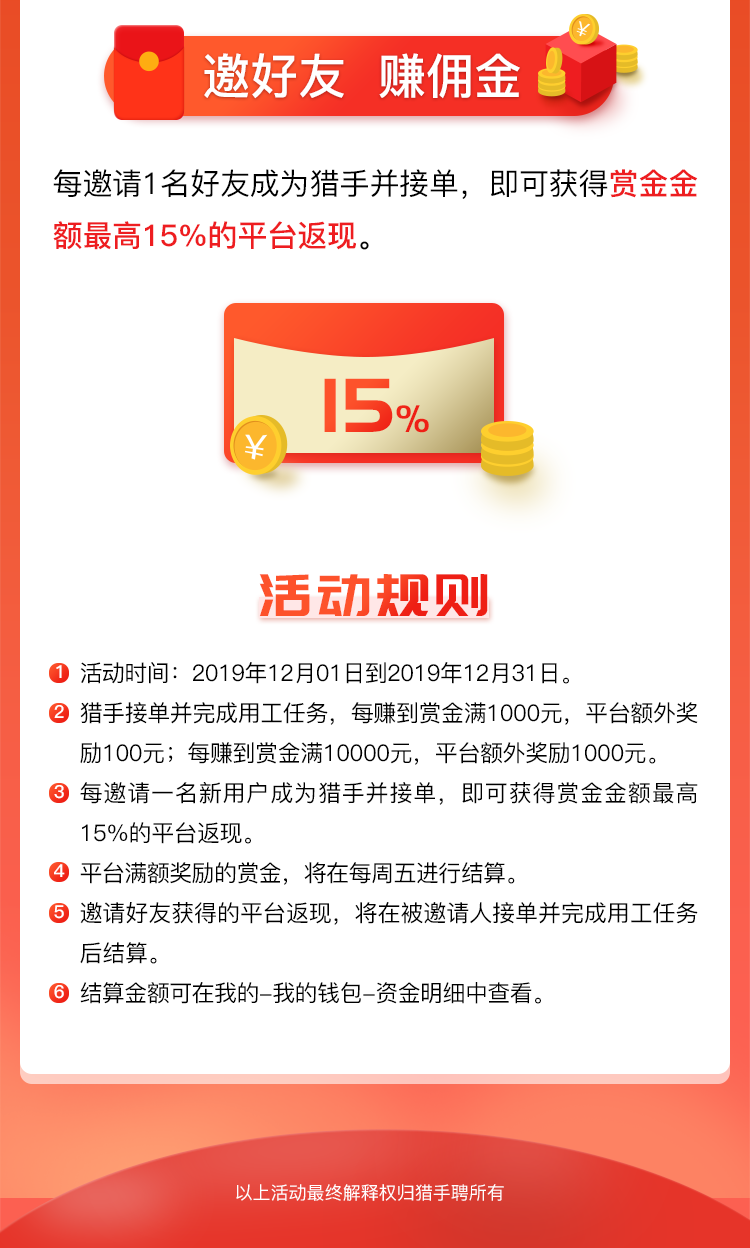 邀好友 赚佣金
每邀请1名好友成为猎手并接单，即可获得赏金金
额最高15%的平台返现。
15%
¥
活动规则
1 活动时间：2019年12月01日到2019年12月31日。
2 猎手接单并完成用工任务，每赚到赏金满1000元，平台额外奖
励100元；每赚到赏金满10000元，平台额外奖励1000元。
3 每邀请一名新用户成为猎手并接单，即可获得赏金金额最高
15%的平台返现。
4 平台满额奖励的赏金，将在每周五进行结算。
5 邀请好友获得的平台返现，将在被邀请人接单并完成用工任务
后结算。
6 结算金额可在我的–我的钱包–资金明细中查看。
以上活动最终解释权归猎手聘所有